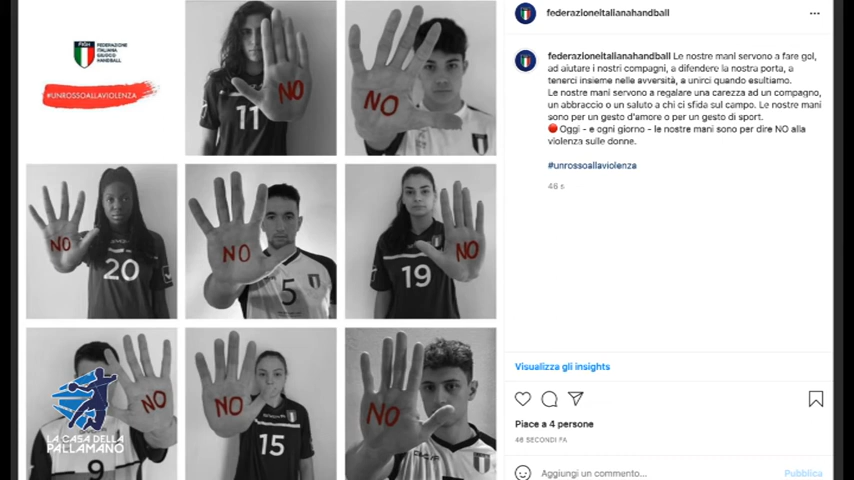 FIGH
FEDERAZIONE
ITALIANA
GIUOCO
HANDBALL
#UNROSSOALLAVIOLENZA
NO
11
NO
NO
20
NO
5
NO
19
NO
9
NO
15
NO
LA CASA DELLA
PALLAMANO
federazioneitalianahandball
federazioneitalianahandball Le nostre mani servono a fare gol,
ad aiutare i nostri compagni, a difendere la nostra porta, a
tenerci insieme nelle avversità, a unirci quando esultiamo.
Le nostre mani servono a regalare una carezza ad un compagno,
un abbraccio o un saluto a chi ci sfida sul campo. Le nostre mani
sono per un gesto d'amore o per un gesto di sport.
Oggi - e ogni giorno - le nostre mani sono per dire NO alla
violenza sulle donne.
#unrossoallaviolenza
46 s
Visualizza gli insights
Piace a 4 persone
46 SECONDI FA
Aggiungi un commento...
Pubblica